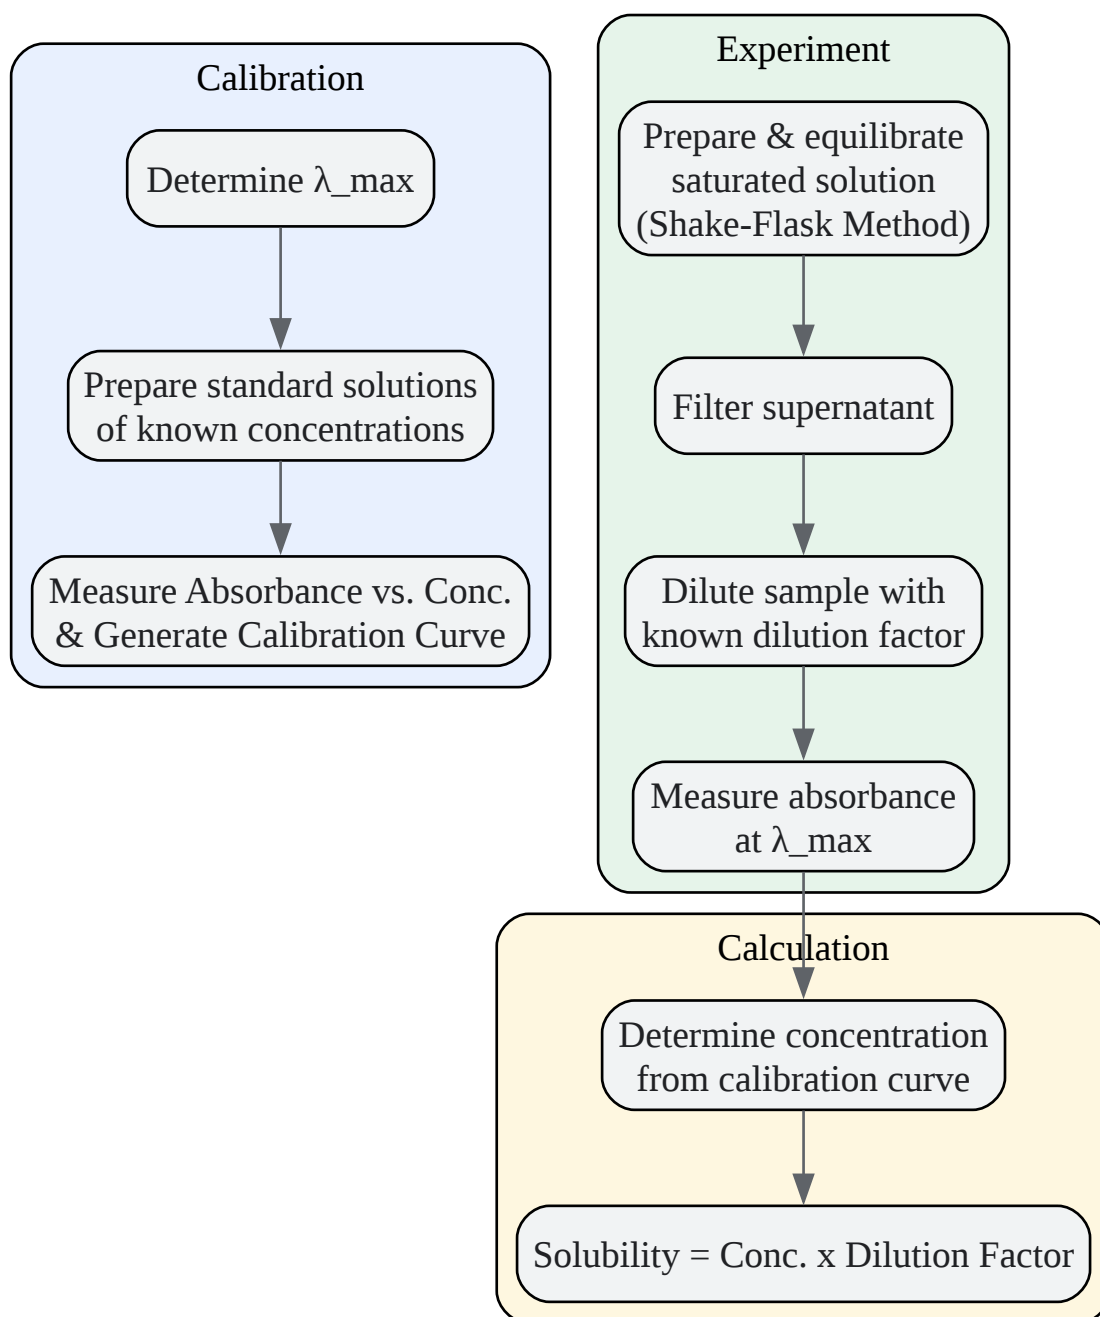 Calibration
Determine λ_max
Prepare standard solutions
of known concentrations
Measure Absorbance vs. Conc.
& Generate Calibration Curve
Experiment
Prepare & equilibrate
saturated solution
(Shake-Flask Method)
Filter supernatant
Dilute sample with
known dilution factor
Measure absorbance
at λ_max
Calculation
Determine concentration
from calibration curve
Solubility = Conc. x Dilution Factor